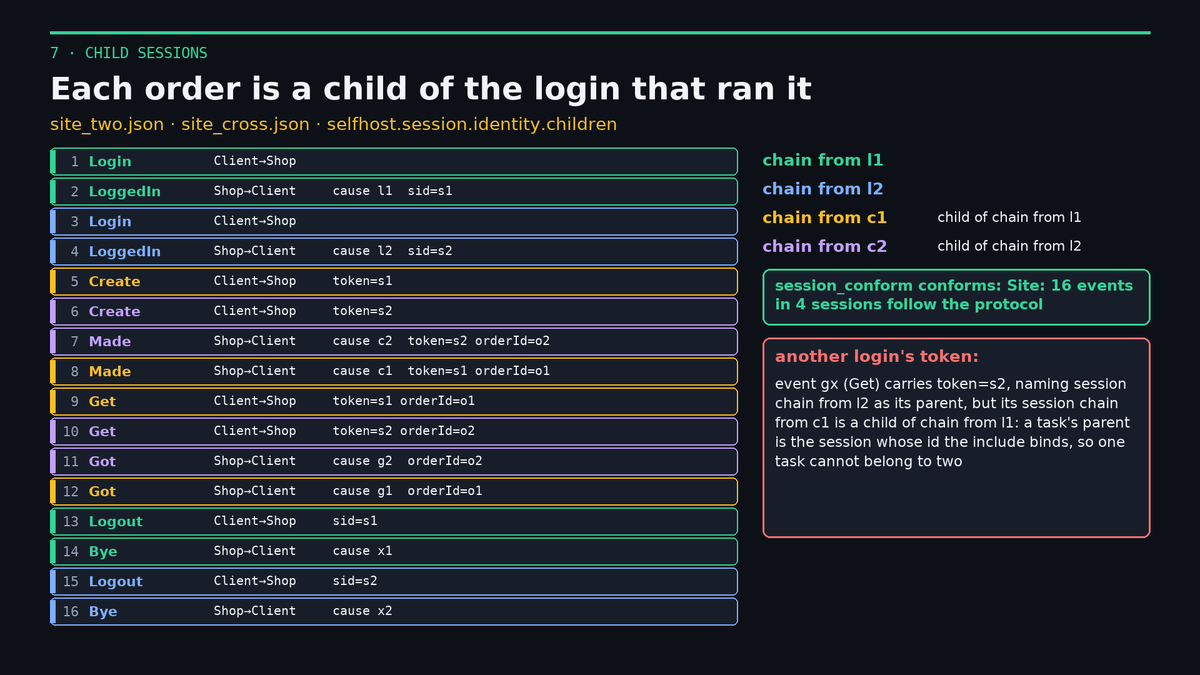 7 · CHILD SESSIONS
Each order is a child of the login that ran it
site_two.json · site_cross.json · selfhost.session.identity.children
1 Login Client→Shop
2 LoggedIn Shop→Client cause l1 sid=s1
3 Login Client→Shop
4 LoggedIn Shop→Client cause l2 sid=s2
5 Create Client→Shop token=s1
6 Create Client→Shop token=s2
7 Made Shop→Client cause c2 token=s2 orderId=o2
8 Made Shop→Client cause c1 token=s1 orderId=o1
9 Get Client→Shop token=s1 orderId=o1
10 Get Client→Shop token=s2 orderId=o2
11 Got Shop→Client cause g2 orderId=o2
12 Got Shop→Client cause g1 orderId=o1
13 Logout Client→Shop sid=s1
14 Bye Shop→Client cause x1
15 Logout Client→Shop sid=s2
16 Bye Shop→Client cause x2
chain from l1
chain from l2
chain from c1 child of chain from l1
chain from c2 child of chain from l2
session_conform conforms: Site: 16 events
in 4 sessions follow the protocol
another login's token:
event gx (Get) carries token=s2, naming session
chain from l2 as its parent, but its session chain
from c1 is a child of chain from l1: a task's parent
is the session whose id the include binds, so one
task cannot belong to two